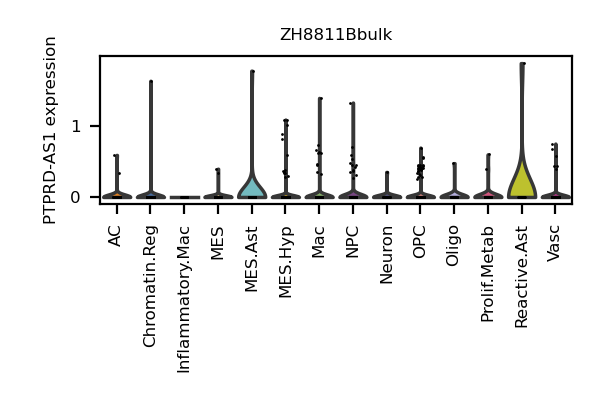 ZH8811Bbulk
PTPRD-AS1 expression
1
0
AC
Chromatin.Reg
Inflammatory.Mac
MES
MES.Ast
MES.Hyp
Mac
NPC
Neuron
OPC
Oligo
Prolif.Metab
Reactive.Ast
Vasc